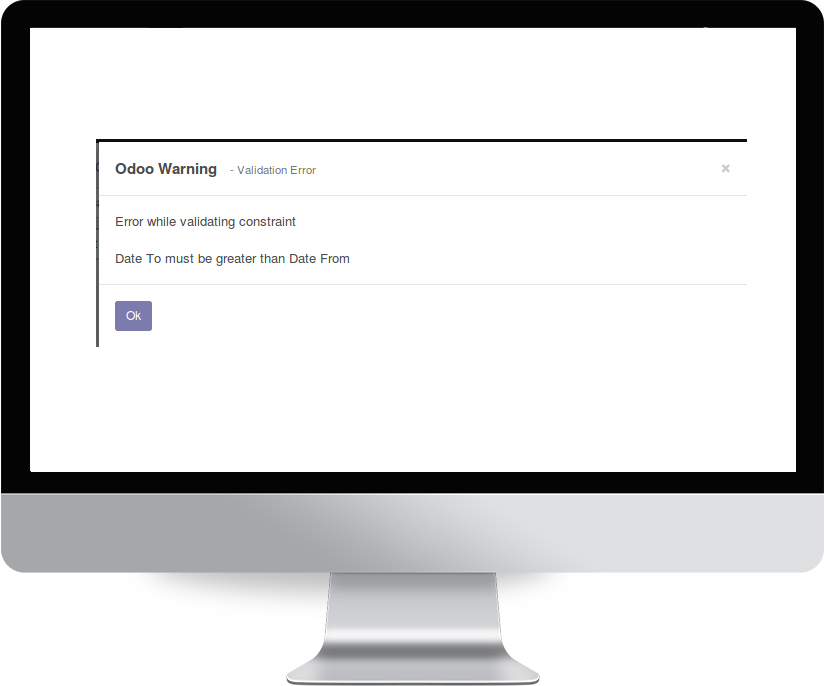 Odoo Warning - Validation Error ×
Error while validating constraint
Date To must be greater than Date From
Ok